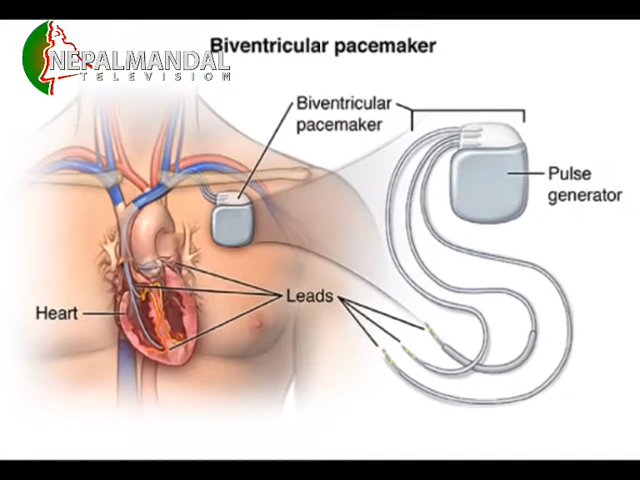 NEPALMANDAL
TELEVISION
Biventricular pacemaker
Biventricular
pacemaker
Pulse
generator
Heart
Leads